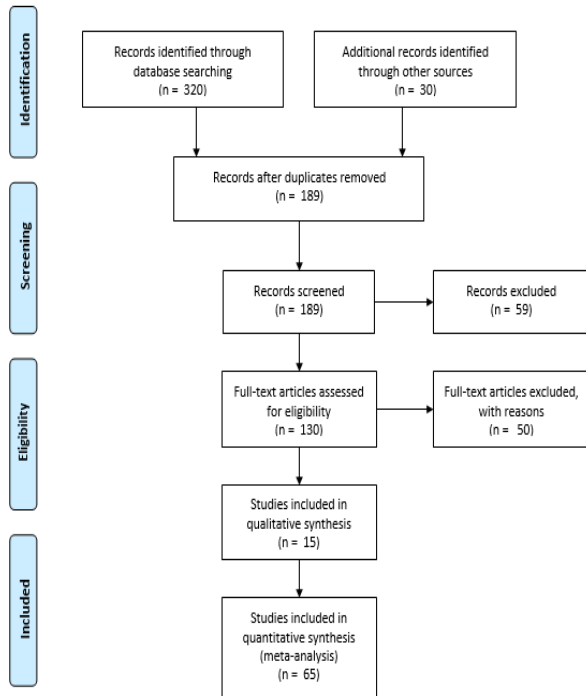 Identification
Records identified through
database searching
(n = 320)
Additional records identified
through other sources
(n = 30)
Records after duplicates removed
(n = 189)
Screening
Records screened
(n = 189)
Records excluded
(n = 59)
Eligibility
Full-text articles assessed
for eligibility
(n = 130)
Full-text articles excluded,
with reasons
(n = 50)
Studies included in
qualitative synthesis
(n = 15)
Included
Studies included in
quantitative synthesis
(meta-analysis)
(n = 65)